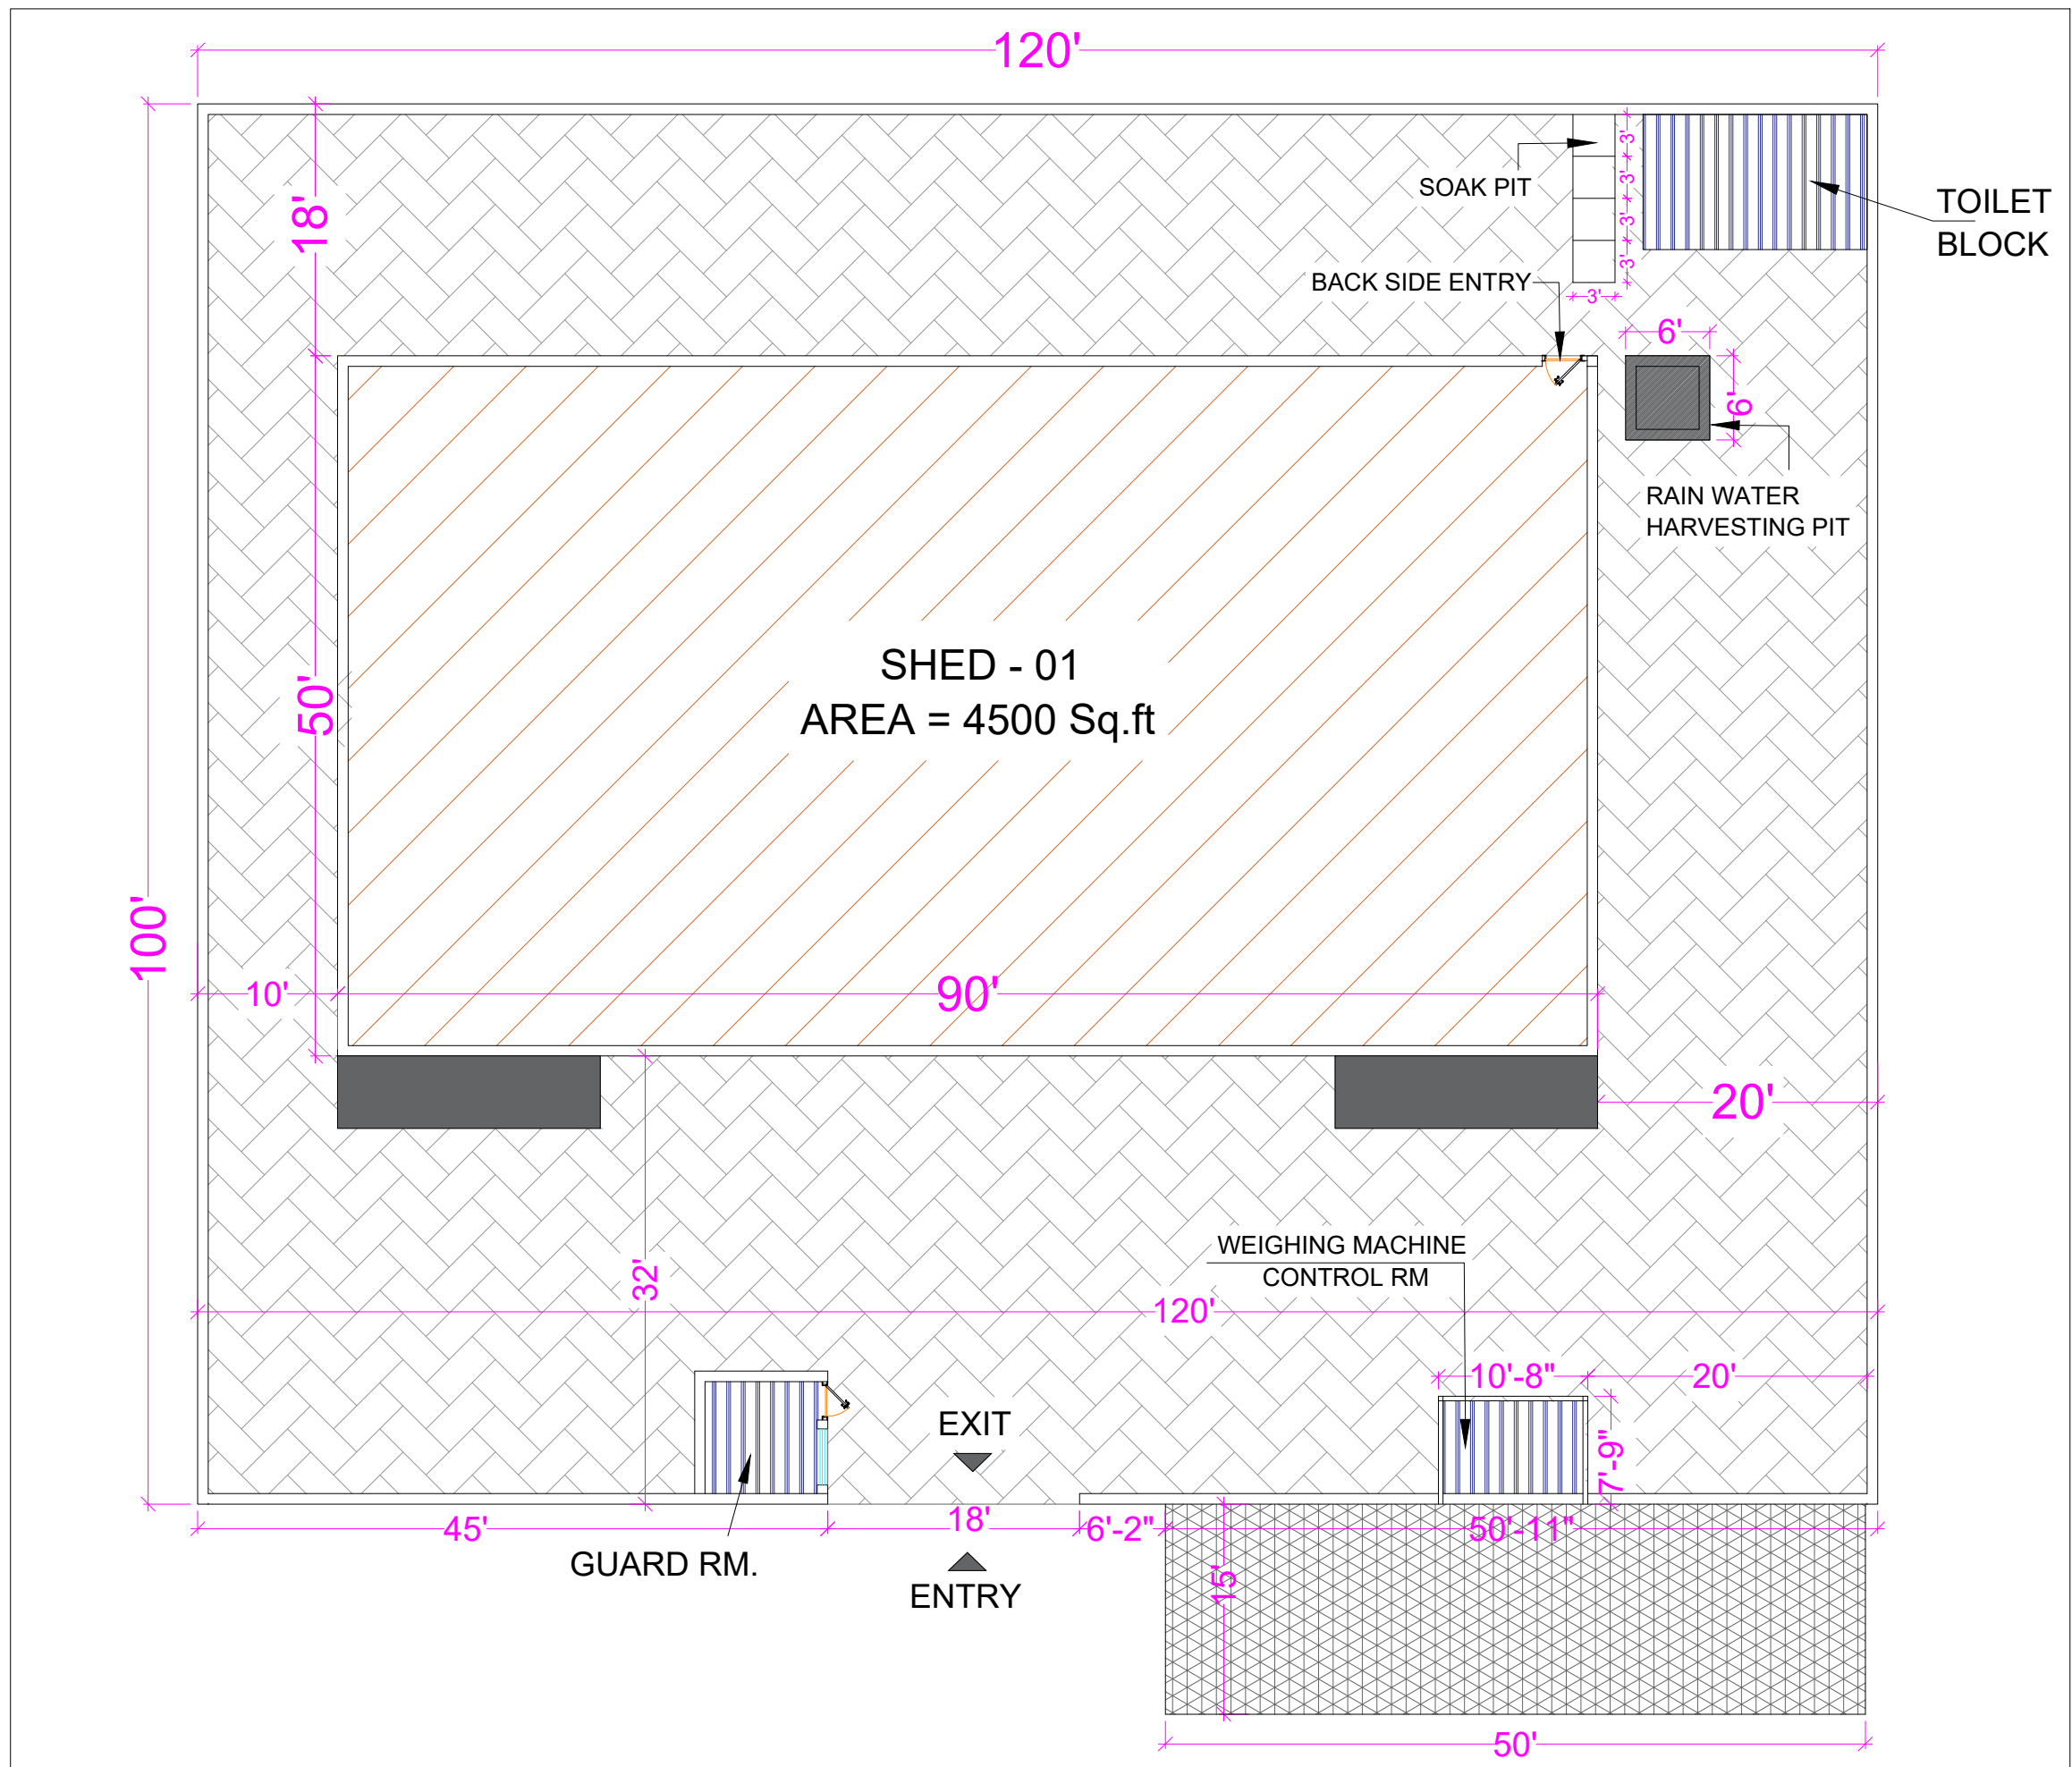 120'
18'
3'
3'
3'
3'
SOAK PIT
TOILET
BLOCK
BACK SIDE ENTRY
3'
6'
6'
RAIN WATER
HARVESTING PIT
SHED - 01
AREA = 4500 Sq.ft
50'
100'
10'
90'
20'
WEIGHING MACHINE
CONTROL RM
32'
120'
10'-8"
20'
7'-9"
EXIT
45'
18'
6'-2"
50'-11"
GUARD RM.
ENTRY
15'
50'